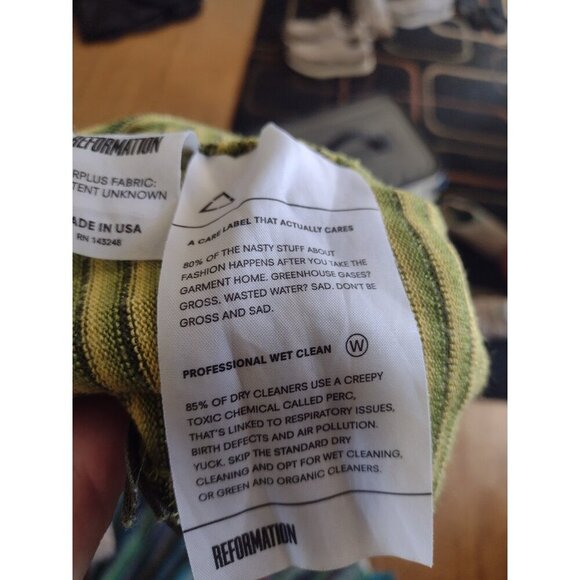 REFORMATION
RPLUS FABRIC:
TENT UNKNOWN
ADE IN USA
RN 143246
A CARE LABEL THAT ACTUALLY CARES
80% OF THE NASTY STUFF ABOUT
FASHION HAPPENS AFTER YOU TAKE THE
GARMENT HOME. GREENHOUSE GASES?
GROSS. WASTED WATER? SAD. DON'T BE
GROSS AND SAD.
PROFESSIONAL WET CLEAN W
85% OF DRY CLEANERS USE A CREEPY
TOXIC CHEMICAL CALLED PERC,
THAT'S LINKED TO RESPIRATORY ISSUES,
BIRTH DEFECTS AND AIR POLLUTION.
YUCK. SKIP THE STANDARD DRY
CLEANING AND OPT FOR WET CLEANING,
OR GREEN AND ORGANIC CLEANERS.
REFORMATION